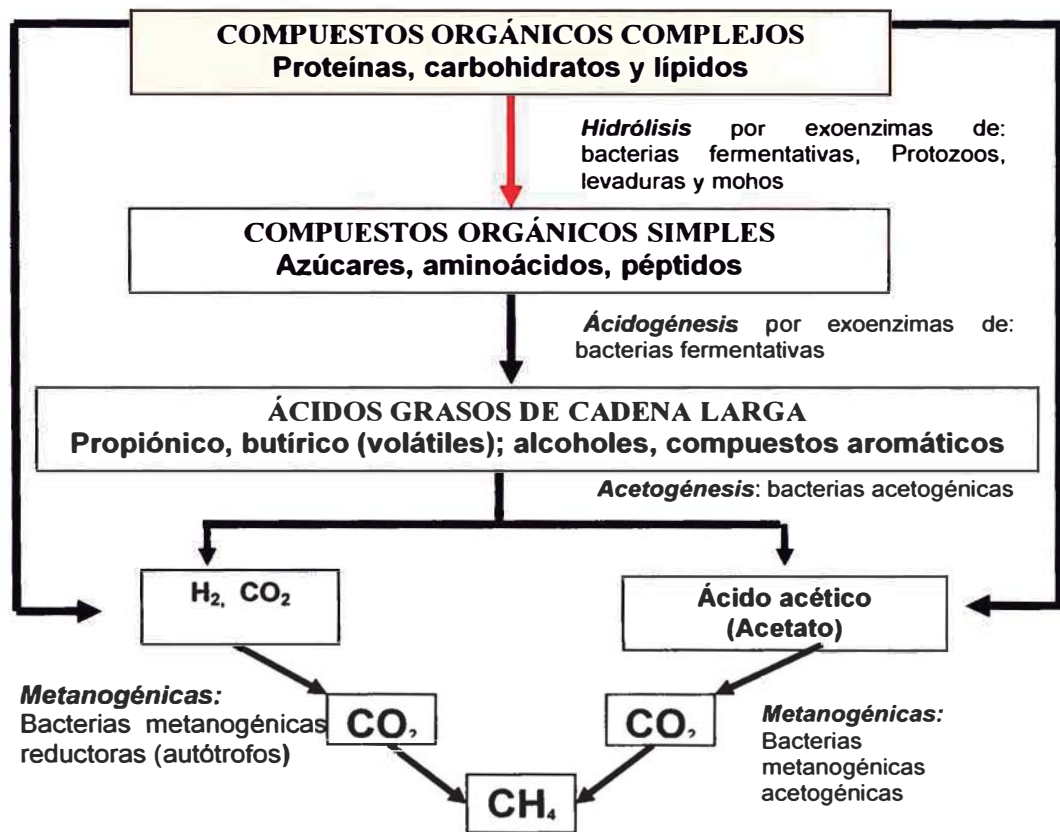 COMPUESTOS ORGÁNICOS COMPLEJOS
Proteínas, carbohidratos y lípidos
Hidrólisis por exoenzimas de:
bacterias fermentativas, Protozoos,
levaduras y mohos
COMPUESTOS ORGÁNICOS SIMPLES
Azúcares, aminoácidos, péptidos
Ácidogénesis por exoenzimas de:
bacterias fermentativas
ÁCIDOS GRASOS DE CADENA LARGA
Propiónico, butírico (volátiles); alcoholes, compuestos aromáticos
Acetogénesis: bacterias acetogénicas
H₂, CO₂
Ácido acético
(Acetato)
Metanogénicas:
Bacterias metanogénicas
reductoras (autótrofos)
CO₂
CO₂
Metanogénicas:
Bacterias
metanogénicas
acetogénicas
CH₄